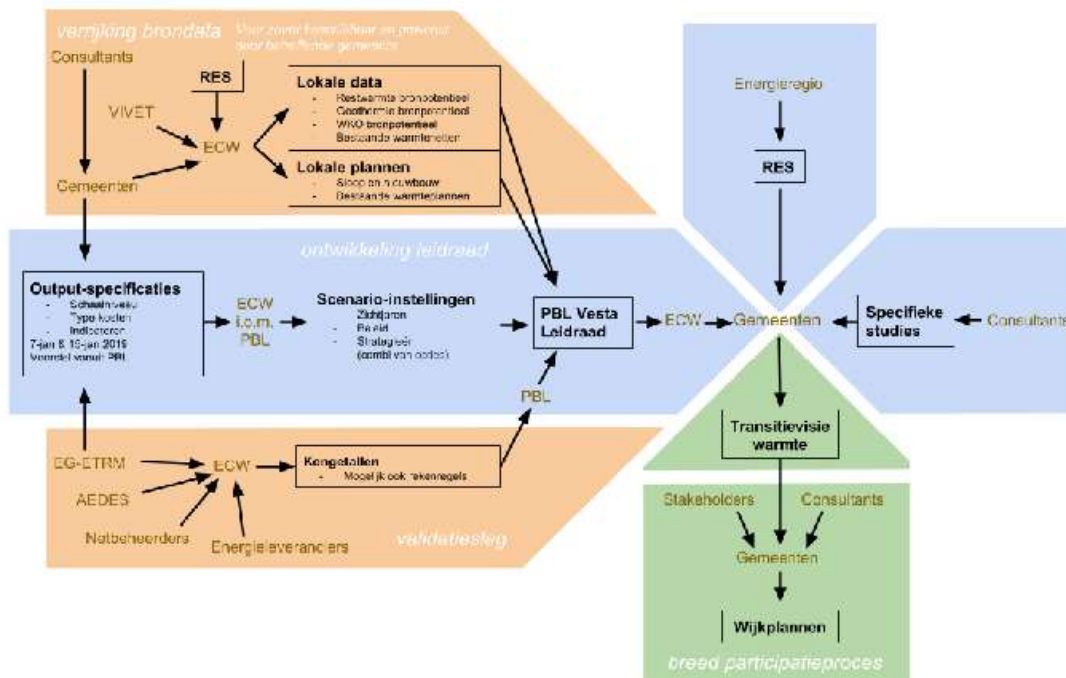 verrijking brondata
Voor zover beschikbaar en gewenst
door betreffende gemeente
Consultants
RES
VIVET
ECW
Gemeenten
Lokale data
- Restwarmte bronpotentieel
- Geothermie bronpotentieel
- WKO bronpotentieel
- Bestaande warmtenetten
Lokale plannen
- Sloop en nieuwbouw
- Bestaande warmteplannen
Energieregio
RES
ontwikkeling leidraad
Output-specificaties
- Schaalniveau
- Type kosten
- Indicatoren
7-jan & 15-jan 2019
Voorstel vanuit PBL
ECW
i.o.m.
PBL
Scenario-instellingen
- Zichtjaren
- Beleid
- Strategieën
(combi van opties)
PBL Vesta
Leidraad
ECW
Gemeenten
Specifieke
studies
Consultants
PBL
EG-ETRM
AEDES
Netbeheerders
Energieleveranciers
ECW
Kengetallen
- Mogelijk ook rekenregels
validatieslag
Transitievisie
warmte
Stakeholders
Consultants
Gemeenten
Wijkplannen
breed participatieproces